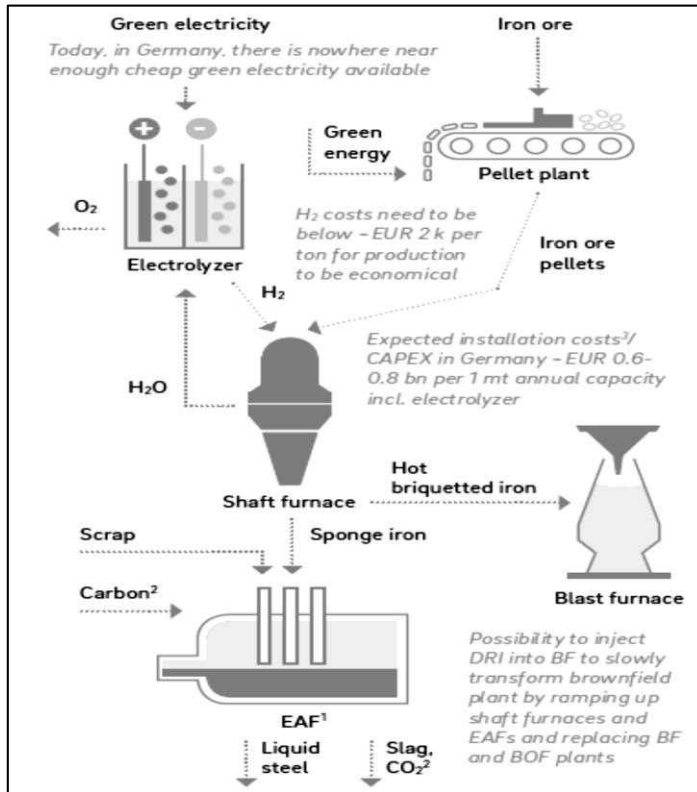 Green electricity
Today, in Germany, there is nowhere near
enough cheap green electricity available
Iron ore
+
-
Green
energy
Pellet plant
O₂
Electrolyzer
H₂ costs need to be
below ~EUR 2 k per
ton for production
to be economical
Iron ore
pellets
H₂
H₂O
Expected installation costs³/
CAPEX in Germany ~EUR 0.6-
0.8 bn per 1 mt annual capacity
incl. electrolyzer
Shaft furnace
Hot
briquetted iron
Scrap
Sponge iron
Carbon²
Blast furnace
EAF¹
Possibility to inject
DRI into BF to slowly
transform brownfield
plant by ramping up
shaft furnaces and
EAFs and replacing BF
and BOF plants
Liquid
steel
Slag,
CO₂²